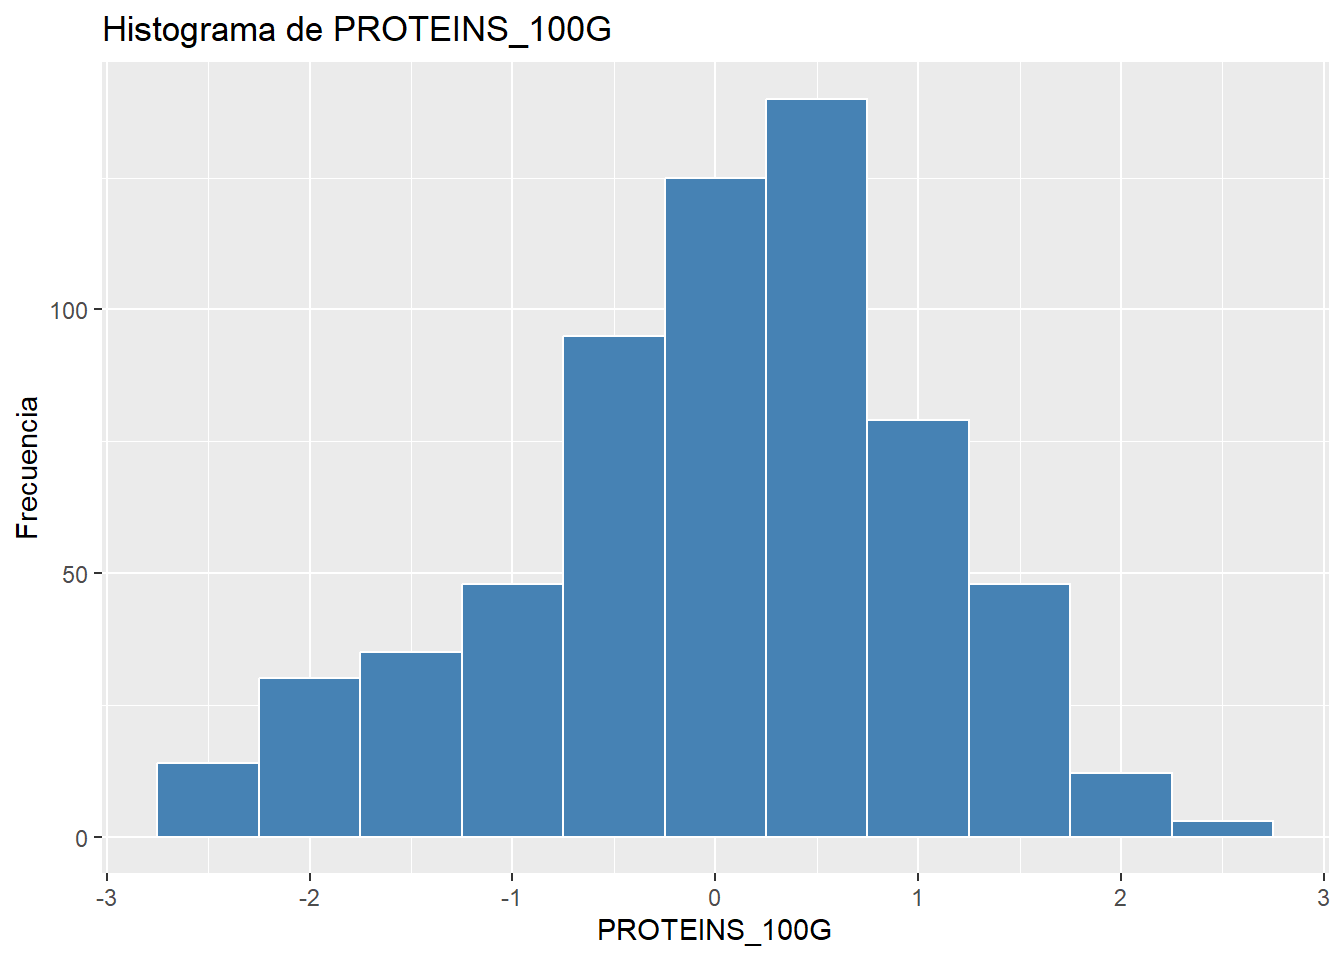 Histograma de PROTEINS_100G
100
50
0
Frecuencia
-3 -2 -1 0 1 2 3
PROTEINS_100G